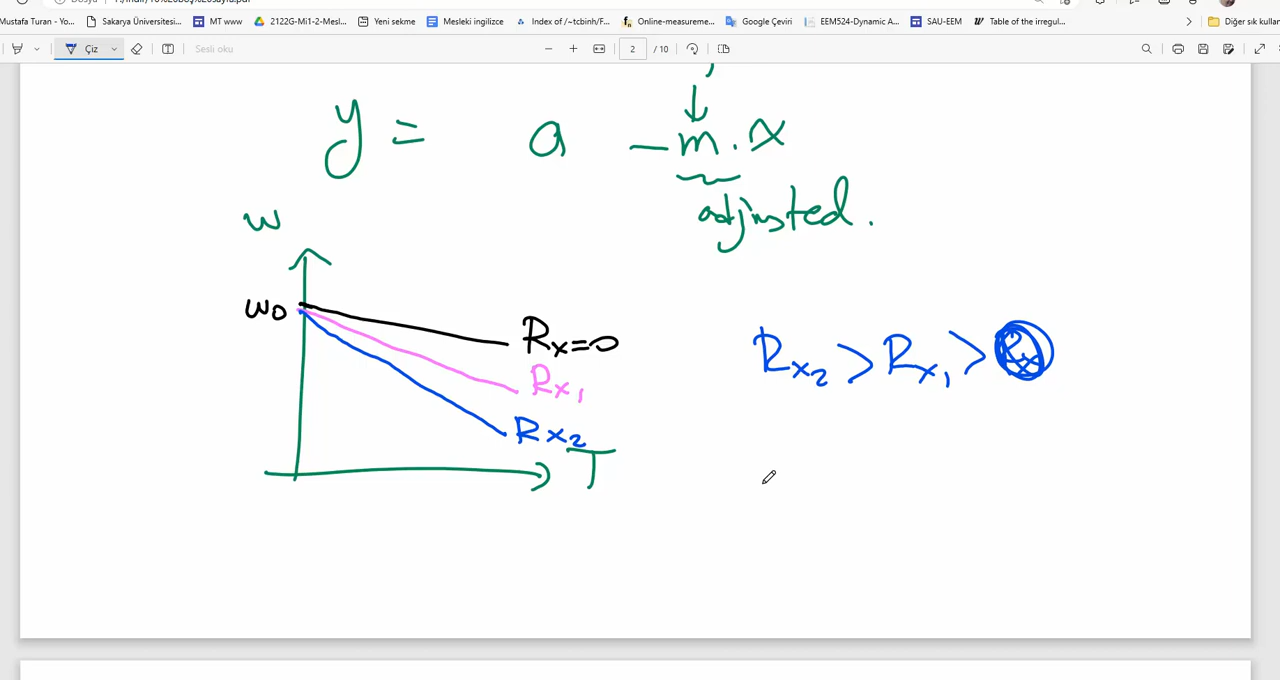 Mustafa Turan - Y... Sakarya Üniversitesi... MT www 2122G-Mi1-2-Mesl... Yeni sekme Mesleki ingilizce Index of /~tcbinh/F... Online-measureme... Google Çeviri EEM524-Dynamic A... SAU-EEM Table of the irregul... Diğer sık kullan
Çiz Sesli oku 2 / 10
y = a - m . x
adjusted.
w
w0
Rx=0
Rx1
Rx2
T
Rx2 > Rx1 >